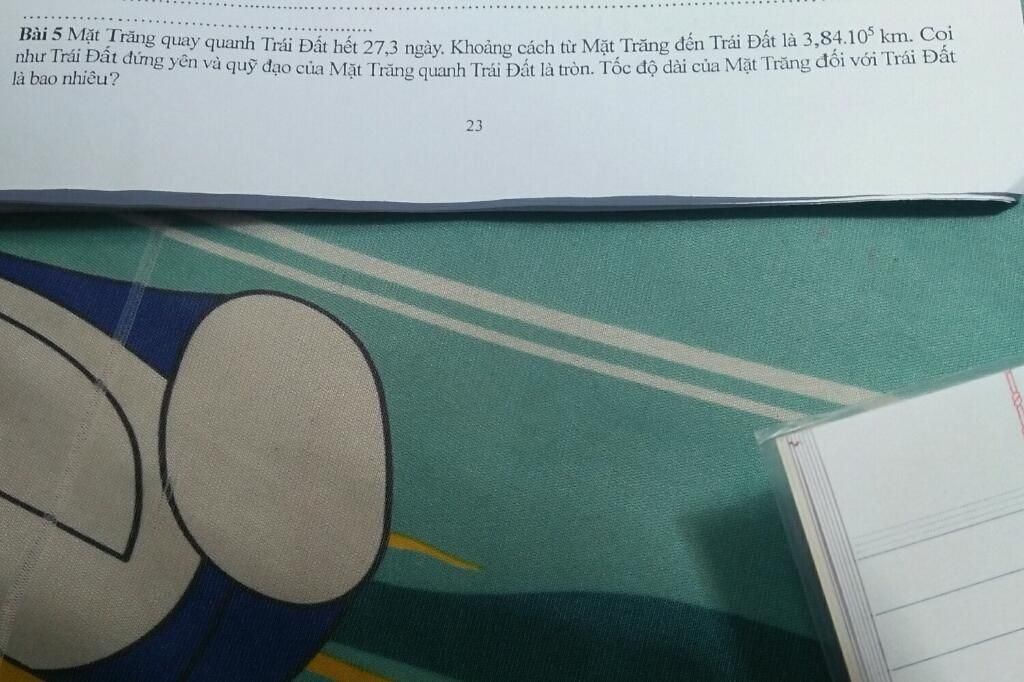 Bài 5 Mặt Trăng quay quanh Trái Đất hết 27,3 ngày. Khoảng cách từ Mặt Trăng đến Trái Đất là 3,84.10⁵ km. Coi
như Trái Đất đứng yên và quỹ đạo của Mặt Trăng quanh Trái Đất là tròn. Tốc độ dài của Mặt Trăng đối với Trái Đất
là bao nhiêu?
23